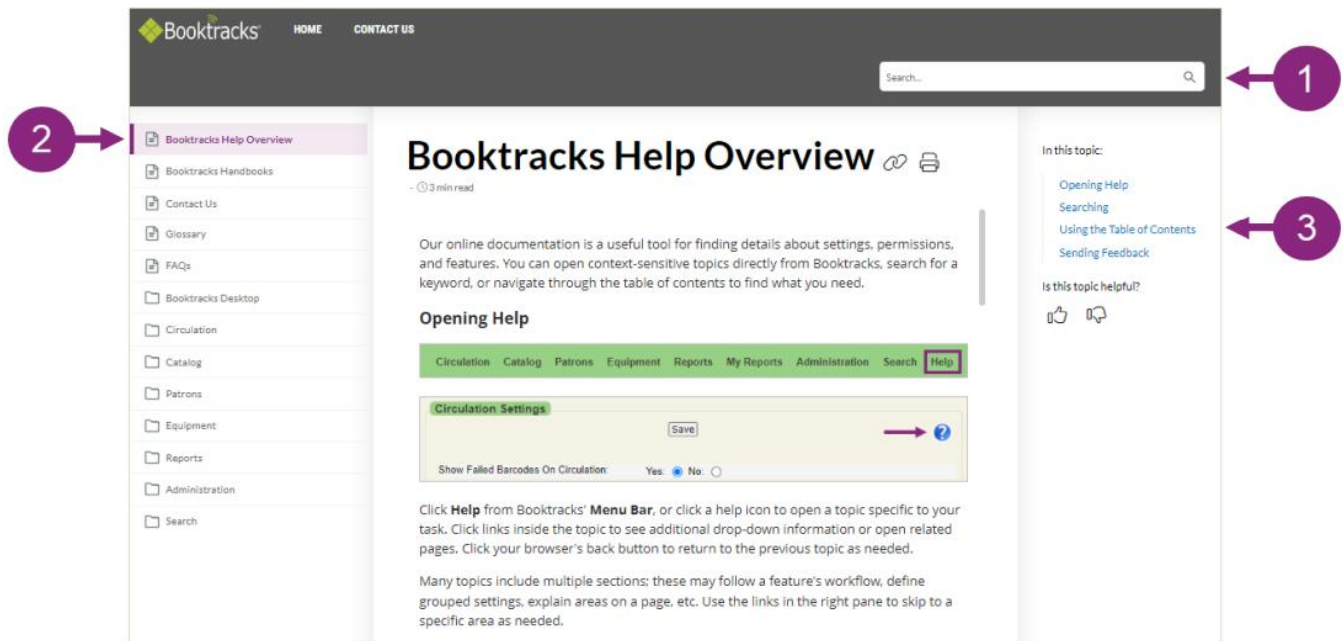 Booktracks HOME CONTACT US
Search...
1
2
Booktracks Help Overview
Booktracks Handbooks
Contact Us
Glossary
FAQs
Booktracks Desktop
Circulation
Catalog
Patrons
Equipment
Reports
Administration
Search
Booktracks Help Overview
- 3 min read
Our online documentation is a useful tool for finding details about settings, permissions,
and features. You can open context-sensitive topics directly from Booktracks, search for a
keyword, or navigate through the table of contents to find what you need.
Opening Help
Circulation Catalog Patrons Equipment Reports My Reports Administration Search Help
Circulation Settings
Save
?
Show Failed Barcodes On Circulation: Yes: No:
Click Help from Booktracks' Menu Bar, or click a help icon to open a topic specific to your
task. Click links inside the topic to see additional drop-down information or open related
pages. Click your browser's back button to return to the previous topic as needed.
Many topics include multiple sections; these may follow a feature's workflow, define
grouped settings, explain areas on a page, etc. Use the links in the right pane to skip to a
specific area as needed.
In this topic:
Opening Help
Searching
Using the Table of Contents
Sending Feedback
3
Is this topic helpful?